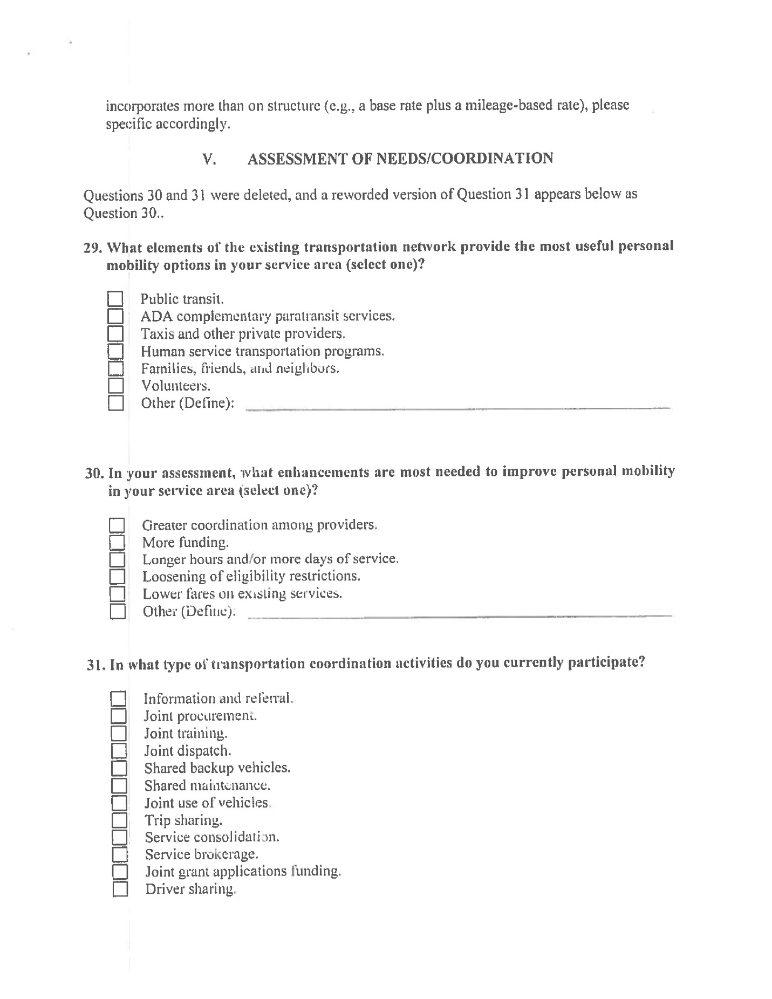 incorporates more than on structure (e.g., a base rate plus a mileage-based rate), please
specific accordingly.
V. ASSESSMENT OF NEEDS/COORDINATION
Questions 30 and 31 were deleted, and a reworded version of Question 31 appears below as
Question 30..
29. What elements of the existing transportation network provide the most useful personal
mobility options in your service area (select one)?
Public transit.
ADA complementary paratransit services.
Taxis and other private providers.
Human service transportation programs.
Families, friends, and neighbors.
Volunteers.
Other (Define):
30. In your assessment, what enhancements are most needed to improve personal mobility
in your service area (select one)?
Greater coordination among providers.
More funding.
Longer hours and/or more days of service.
Loosening of eligibility restrictions.
Lower fares on existing services.
Other (Define):
31. In what type of transportation coordination activities do you currently participate?
Information and referral.
Joint procurement.
Joint training.
Joint dispatch.
Shared backup vehicles.
Shared maintenance.
Joint use of vehicles.
Trip sharing.
Service consolidation.
Service brokerage.
Joint grant applications funding.
Driver sharing.